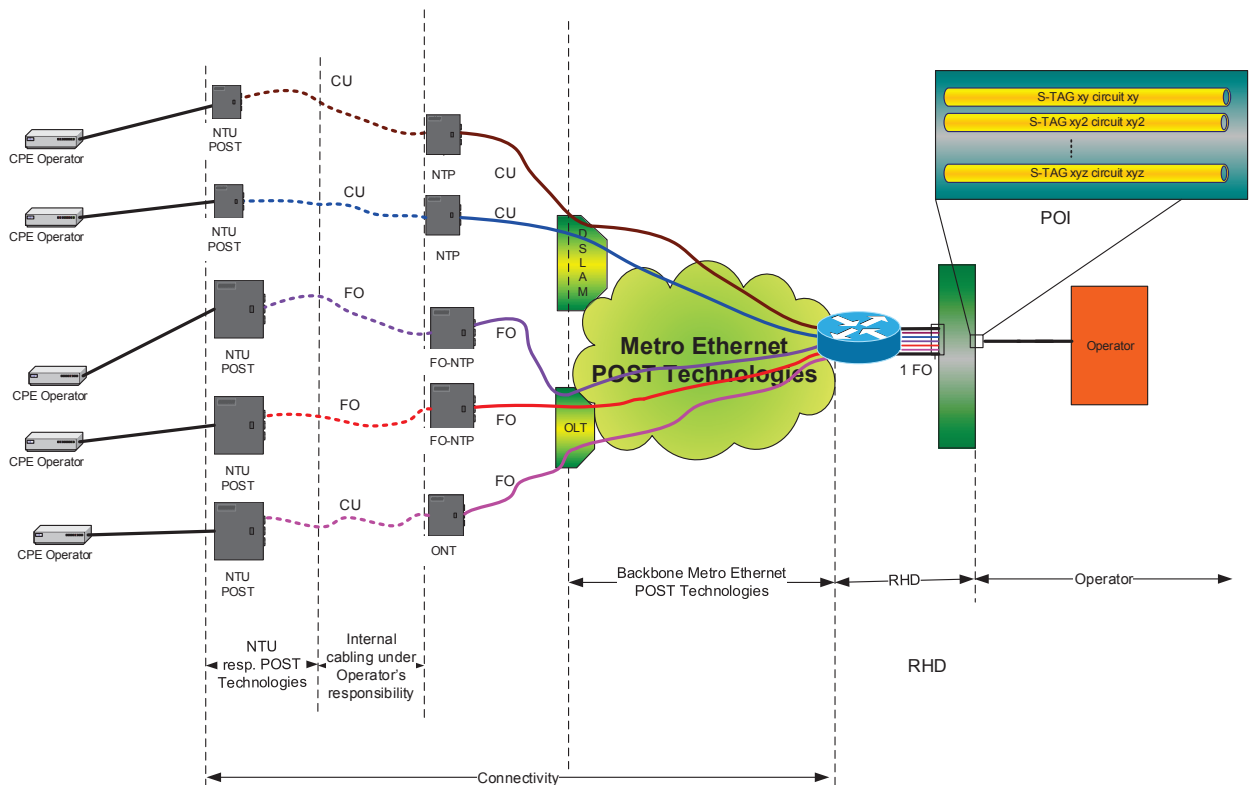 CU
S-TAG xy circuit xy
S-TAG xy2 circuit xy2
S-TAG xyz circuit xyz
POI
CPE Operator
NTU
POST
NTP
CU
CU
CPE Operator
NTU
POST
NTP
CU
D
S
L
A
M
FO
CPE Operator
NTU
POST
FO-NTP
FO
Metro Ethernet
POST Technologies
1 FO
Operator
FO
CPE Operator
NTU
POST
FO-NTP
FO
OLT
CU
CPE Operator
NTU
POST
ONT
FO
Backbone Metro Ethernet
POST Technologies
RHD
Operator
NTU
resp. POST
Technologies
Internal
cabling under
Operator's
responsibility
RHD
Connectivity